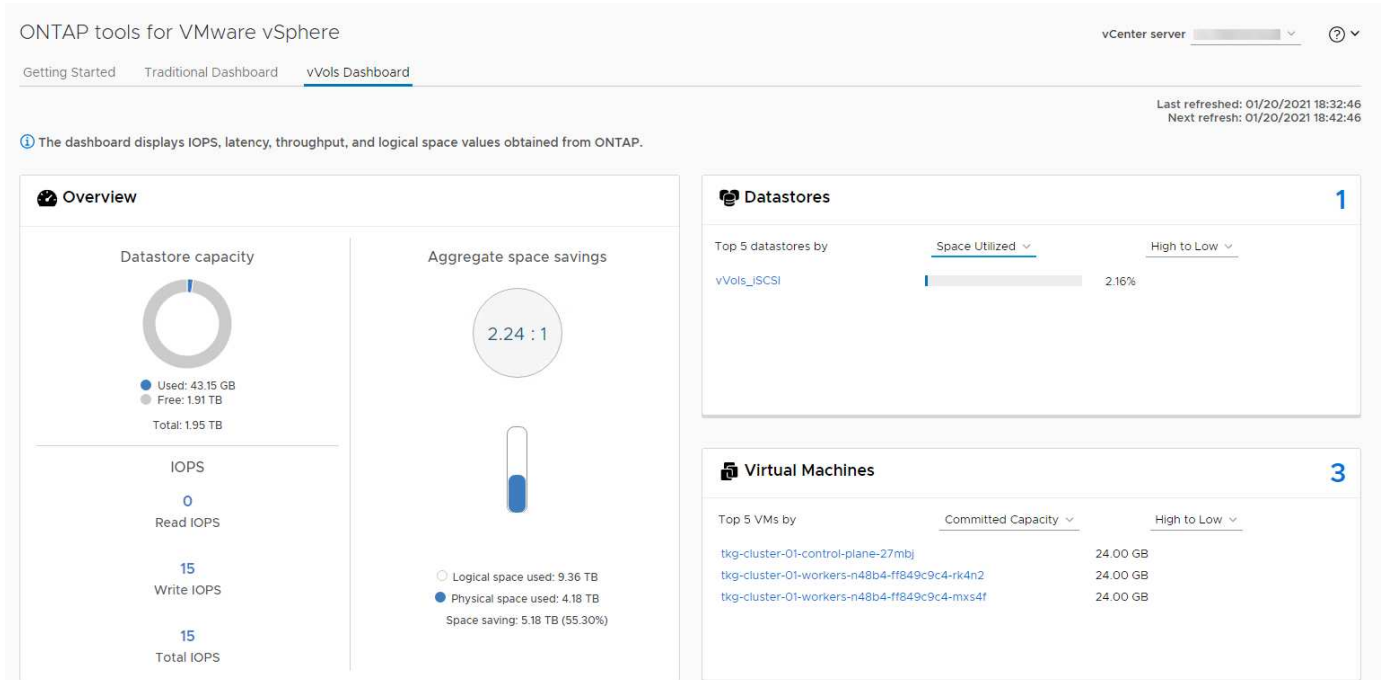 ONTAP tools for VMware vSphere
vCenter server
Getting Started Traditional Dashboard vVols Dashboard
Last refreshed: 01/20/2021 18:32:46
Next refresh: 01/20/2021 18:42:46
The dashboard displays IOPS, latency, throughput, and logical space values obtained from ONTAP.
Overview
Datastore capacity
Used: 43.15 GB
Free: 1.91 TB
Total: 1.95 TB
IOPS
0
Read IOPS
15
Write IOPS
15
Total IOPS
Aggregate space savings
2.24 : 1
Logical space used: 9.36 TB
Physical space used: 4.18 TB
Space saving: 5.18 TB (55.30%)
Datastores 1
Top 5 datastores by Space Utilized High to Low
vVols_iSCSI 2.16%
Virtual Machines 3
Top 5 VMs by Committed Capacity High to Low
tkg-cluster-01-control-plane-27mbj 24.00 GB
tkg-cluster-01-workers-n48b4-ff849c9c4-rk4n2 24.00 GB
tkg-cluster-01-workers-n48b4-ff849c9c4-mxs4f 24.00 GB